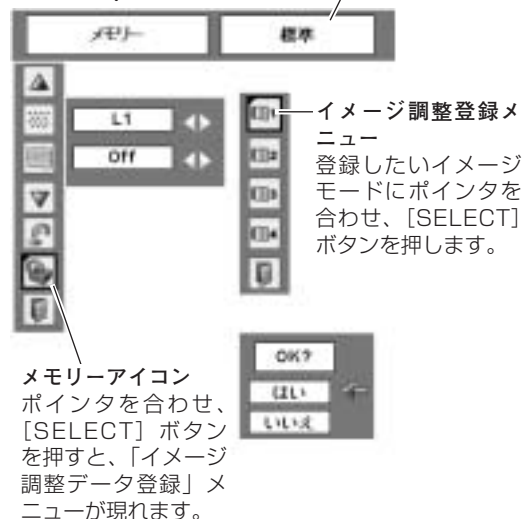 メモリー
標準
L1
Off
イメージ調整登録メ
ニュー
登録したいイメージ
モードにポインタを
合わせ、[SELECT]
ボタンを押します。
OK?
はい
いいえ
メモリーアイコン
ポインタを合わせ、
[SELECT] ボタン
を押すと、「イメージ
調整データ登録」メ
ニューが現れます。